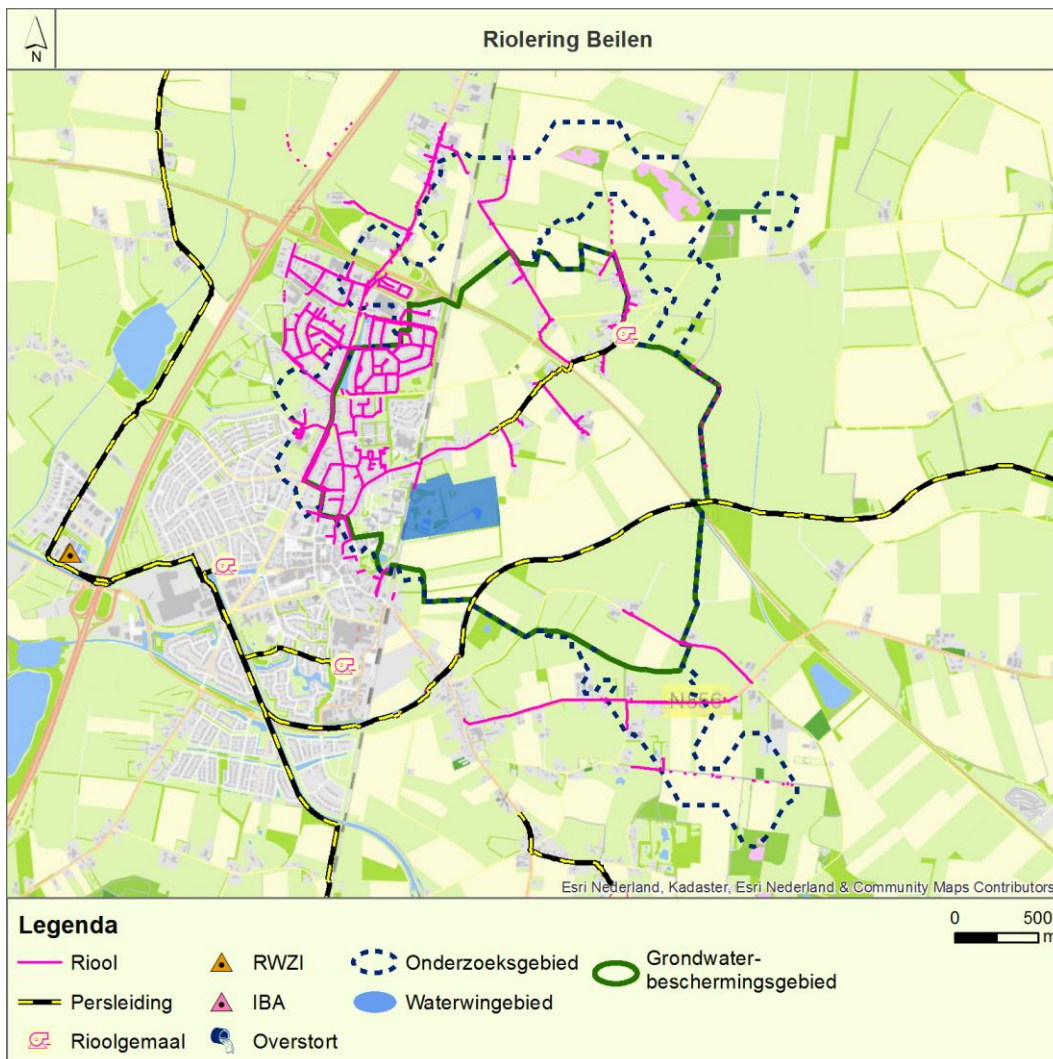 Riolering Beilen
N
N856
Esri Nederland, Kadaster, Esri Nederland & Community Maps Contributors
Legenda
Riool
Persleiding
Rioolgemaal
RWZI
IBA
Overstort
Onderzoeksgebied
Waterwingebied
Grondwater-
beschermingsgebied
0 500
m